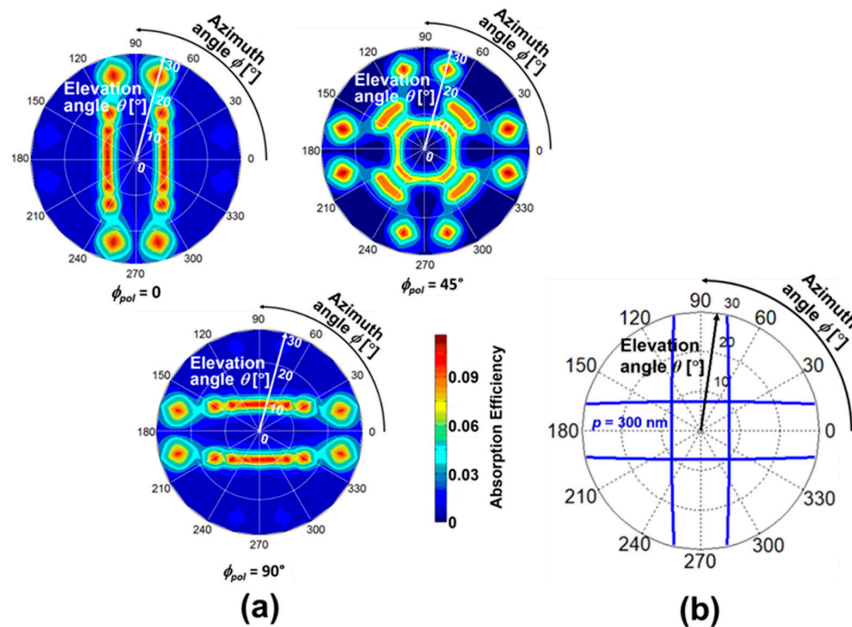 90
120
60
150
30
180
0
210
330
240
300
270
30
20
10
0
Elevation
angle θ [°]
Azimuth
angle ϕ [°]
ϕpol = 0
90
120
60
150
30
180
0
210
330
240
300
270
30
20
10
0
Elevation
angle θ [°]
Azimuth
angle ϕ [°]
ϕpol = 45°
90
120
60
150
30
180
0
210
330
240
300
270
30
20
10
0
Elevation
angle θ [°]
Azimuth
angle ϕ [°]
ϕpol = 90°
0.09
0.06
0.03
0
Absorption Efficiency
90
120
60
150
30
180
0
210
330
240
300
270
30
20
10
0
Elevation
angle θ [°]
Azimuth
angle ϕ [°]
p = 300 nm
(a)
(b)